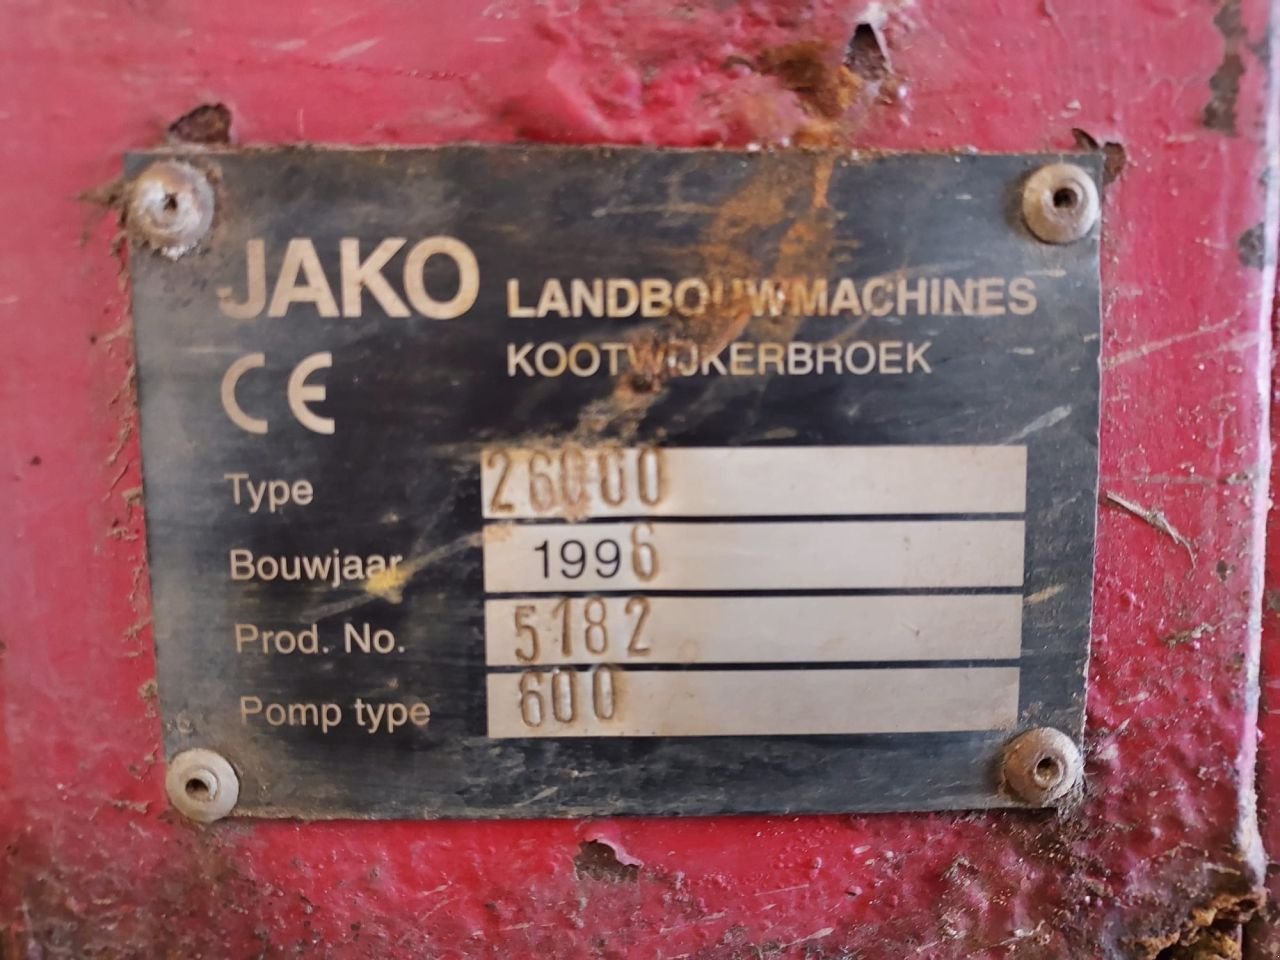 JAKO LANDBOUWMACHINES
KOOTWIJKERBROEK
CE
Type 26000
Bouwjaar 1996
Prod. No. 5182
Pomp type 600